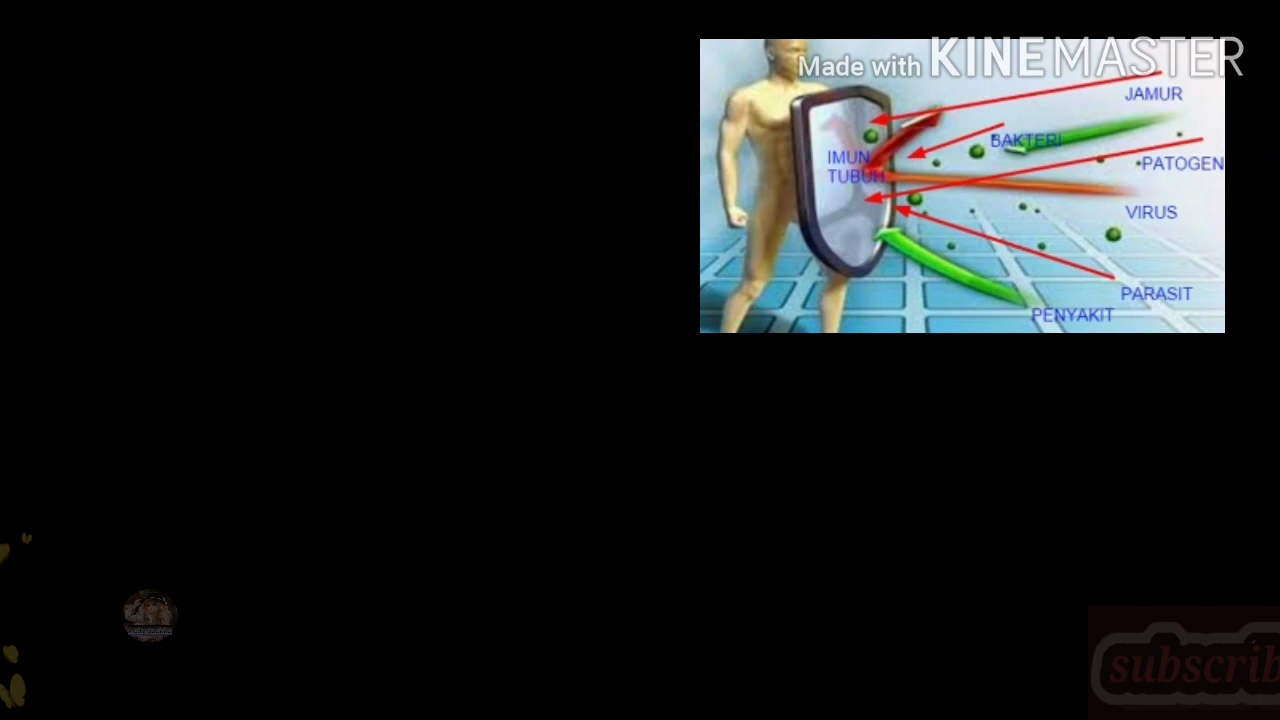 Made with KINEMASTER
JAMUR
BAKTERI
IMUN
TUBUH
PATOGEN
VIRUS
PARASIT
PENYAKIT
subscrib